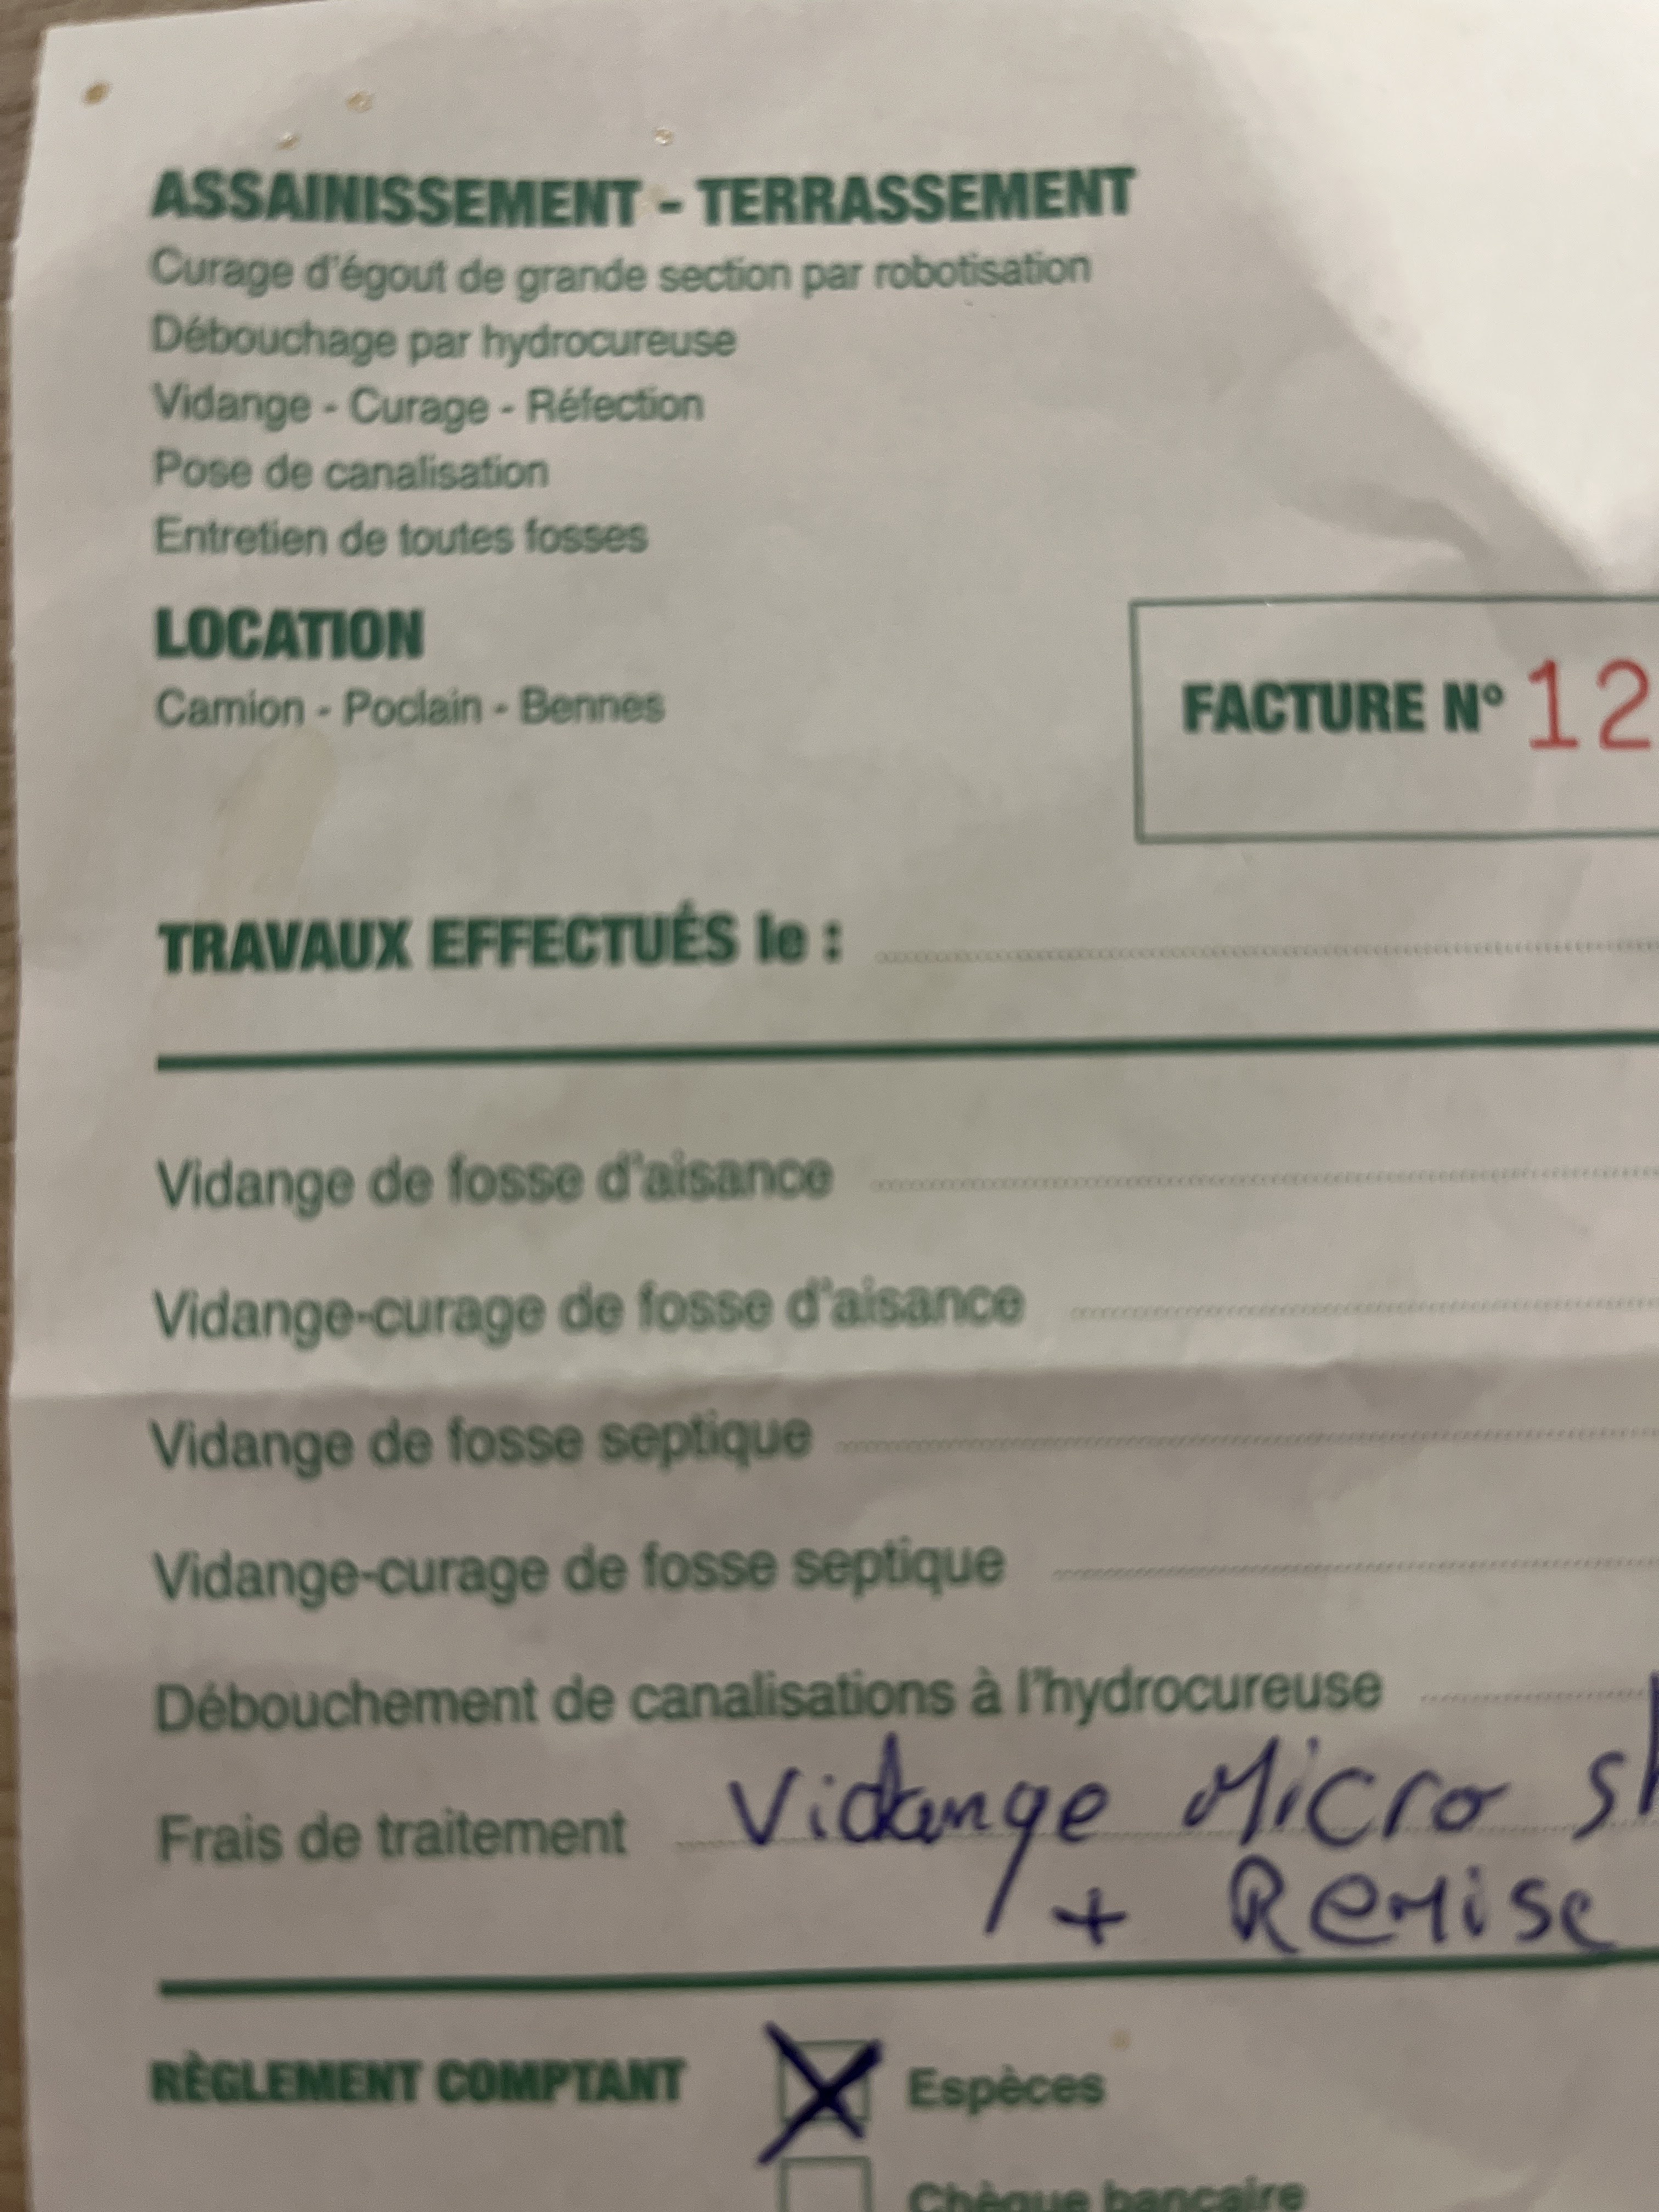 ASSAINISSEMENT - TERRASSEMENT
Curage d'égout de grande section par robotisation
Débouchage par hydrocureuse
Vidange - Curage - Réfection
Pose de canalisation
Entretien de toutes fosses
LOCATION
Camion - Poclain - Bennes
FACTURE N° 12
TRAVAUX EFFECTUÉS le :
Vidange de fosse d'aisance
Vidange-curage de fosse d'aisance
Vidange de fosse septique
Vidange-curage de fosse septique
Débouchement de canalisations à l'hydrocureuse
Frais de traitement Vidange Micro
+ Remise
RÈGLEMENT COMPTANT Espèces
Chèque bancaire